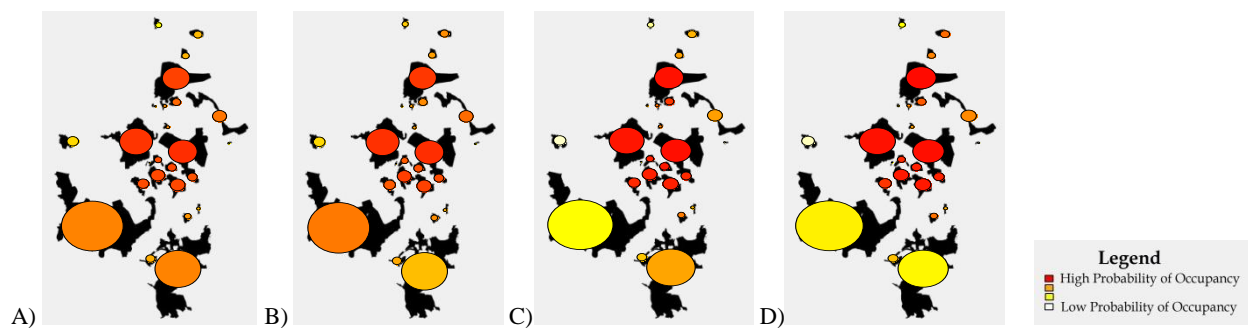 A)
B)
C)
D)
Legend
High Probability of Occupancy
Low Probability of Occupancy